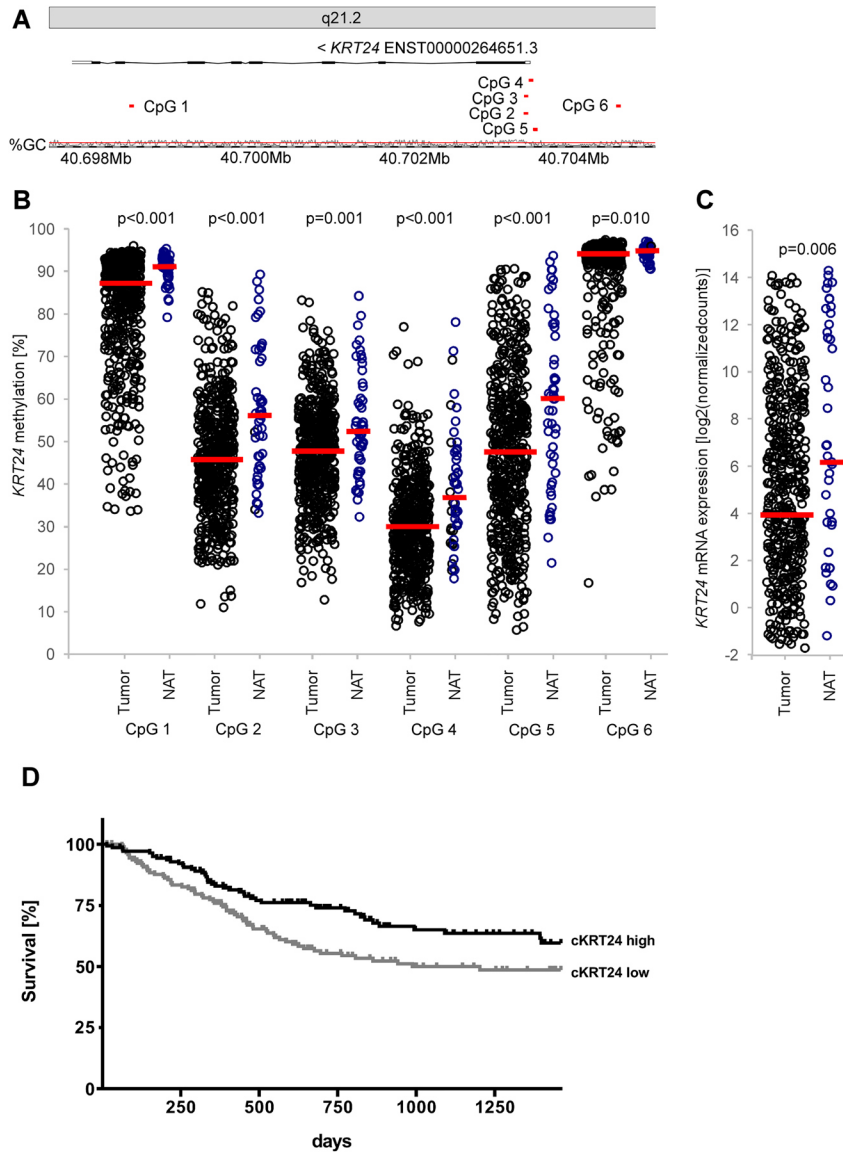 A
q21.2
< KRT24 ENST00000264651.3
CpG 4
CpG 3
CpG 1
CpG 6
CpG 2
CpG 5
%GC
40.698Mb 40.700Mb 40.702Mb 40.704Mb
B
p<0.001 p<0.001 p=0.001 p<0.001 p<0.001 p=0.010
KRT24 methylation [%]
100
90
80
70
60
50
40
30
20
10
0
Tumor NAT Tumor NAT Tumor NAT Tumor NAT Tumor NAT Tumor NAT
CpG 1 CpG 2 CpG 3 CpG 4 CpG 5 CpG 6
C
p=0.006
KRT24 mRNA expression [log2(normalizedcounts)]
16
14
12
10
8
6
4
2
0
-2
Tumor NAT
D
Survival [%]
100
75
50
25
0
cKRT24 high
cKRT24 low
250 500 750 1000 1250
days